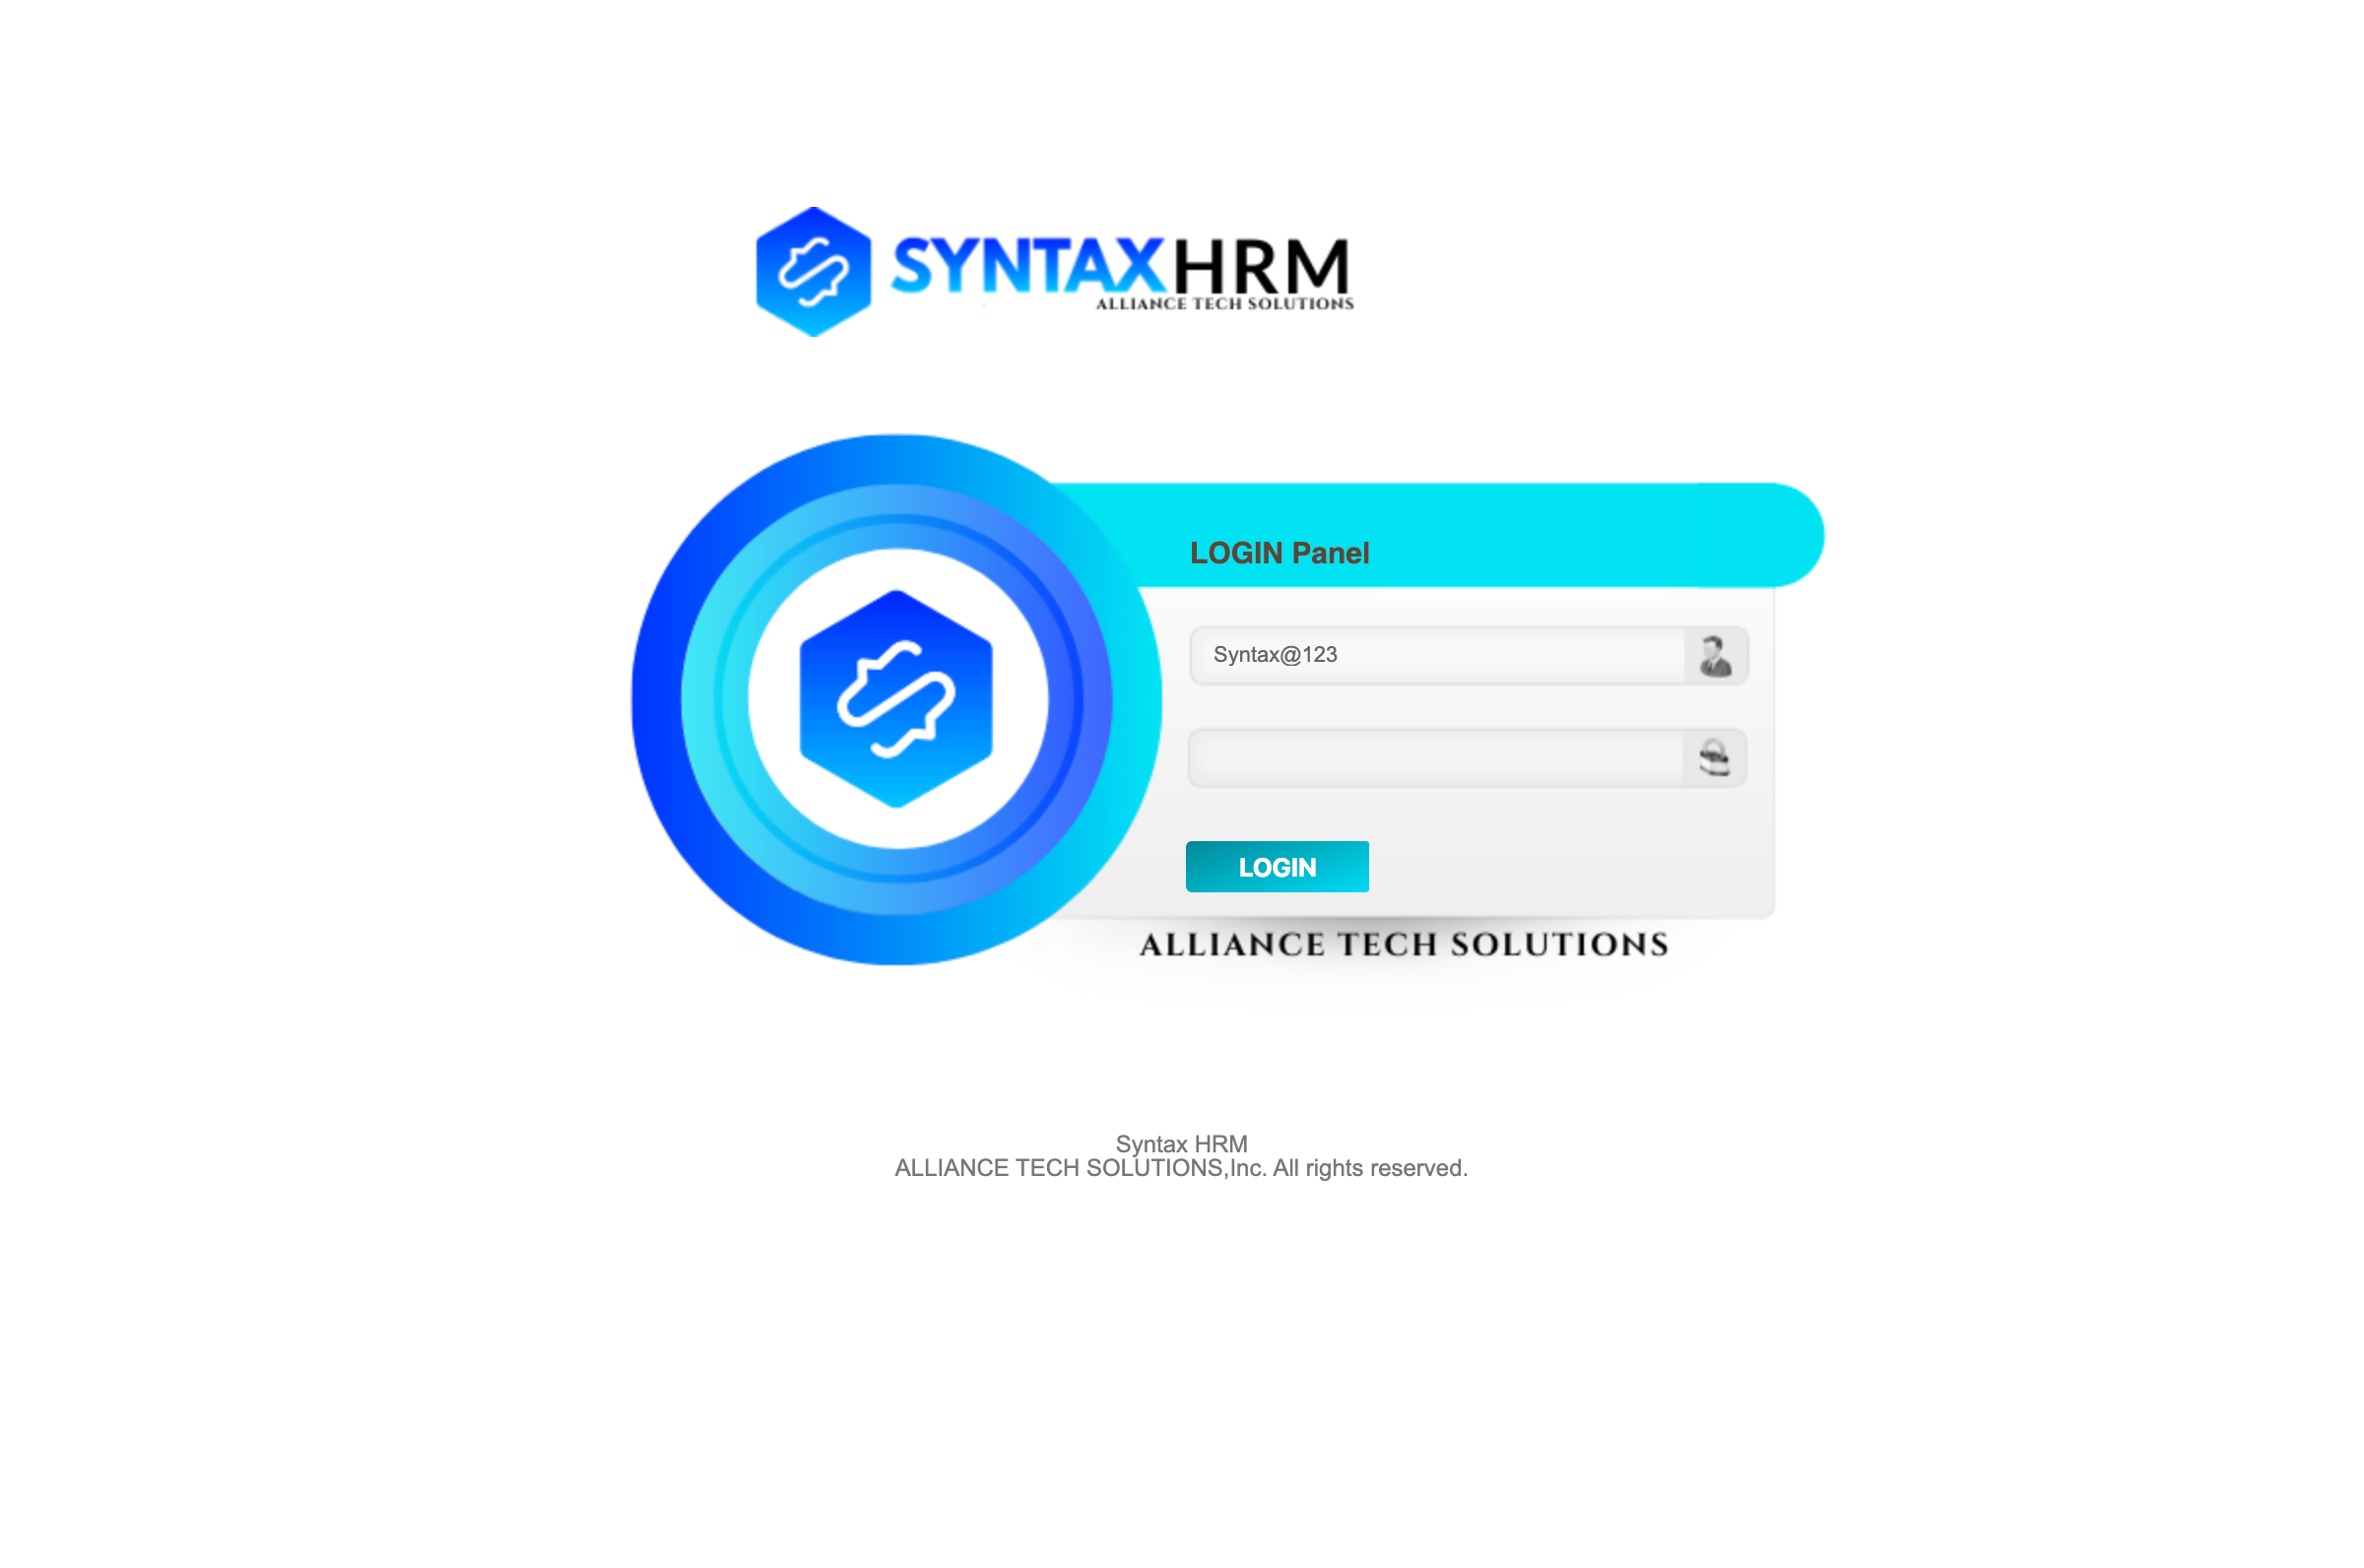 SYNTAXHRM
ALLIANCE TECH SOLUTIONS
LOGIN Panel
Syntax@123
LOGIN
ALLIANCE TECH SOLUTIONS
Syntax HRM
ALLIANCE TECH SOLUTIONS,Inc. All rights reserved.